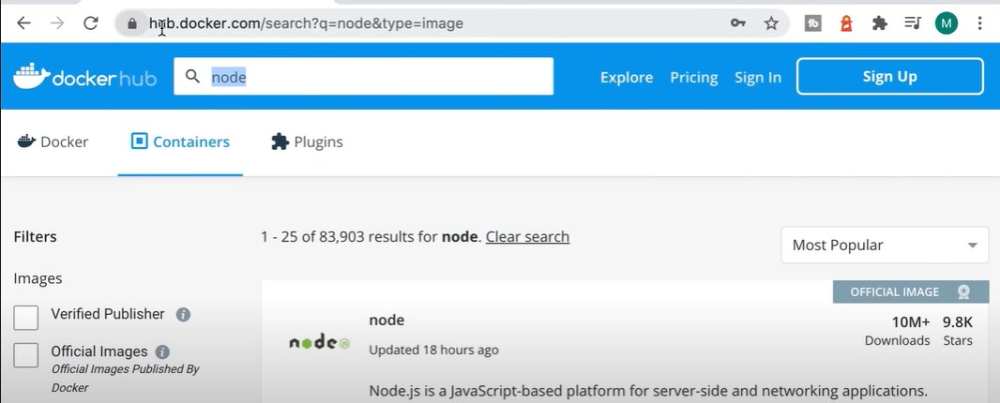 hub.docker.com/search?q=node&type=image
M
docker hub
node
Explore
Pricing
Sign In
Sign Up
Docker
Containers
Plugins
Filters
1 - 25 of 83,903 results for node. Clear search
Most Popular
Images
OFFICIAL IMAGE
Verified Publisher
node
node
10M+
9.8K
Updated 18 hours ago
Downloads
Stars
Official Images
Official Images Published By
Docker
Node.js is a JavaScript-based platform for server-side and networking applications.